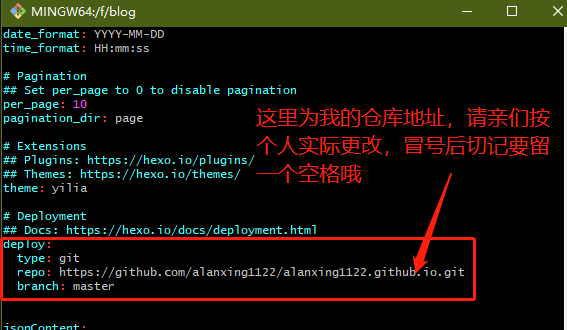 MINGW64:/f/blog
date_format: YYYY-MM-DD
time_format: HH:mm:ss
# Pagination
## Set per_page to 0 to disable pagination
per_page: 10
pagination_dir: page
这里为我的仓库地址，请亲们按
个人实际更改，冒号后切记要留
一个空格哦
# Extensions
## Plugins: https://hexo.io/plugins/
## Themes: https://hexo.io/themes/
theme: yilia
# Deployment
## Docs: https://hexo.io/docs/deployment.html
deploy:
  type: git
  repo: https://github.com/alanxing1122/alanxing1122.github.io.git
  branch: master
jsonContent: